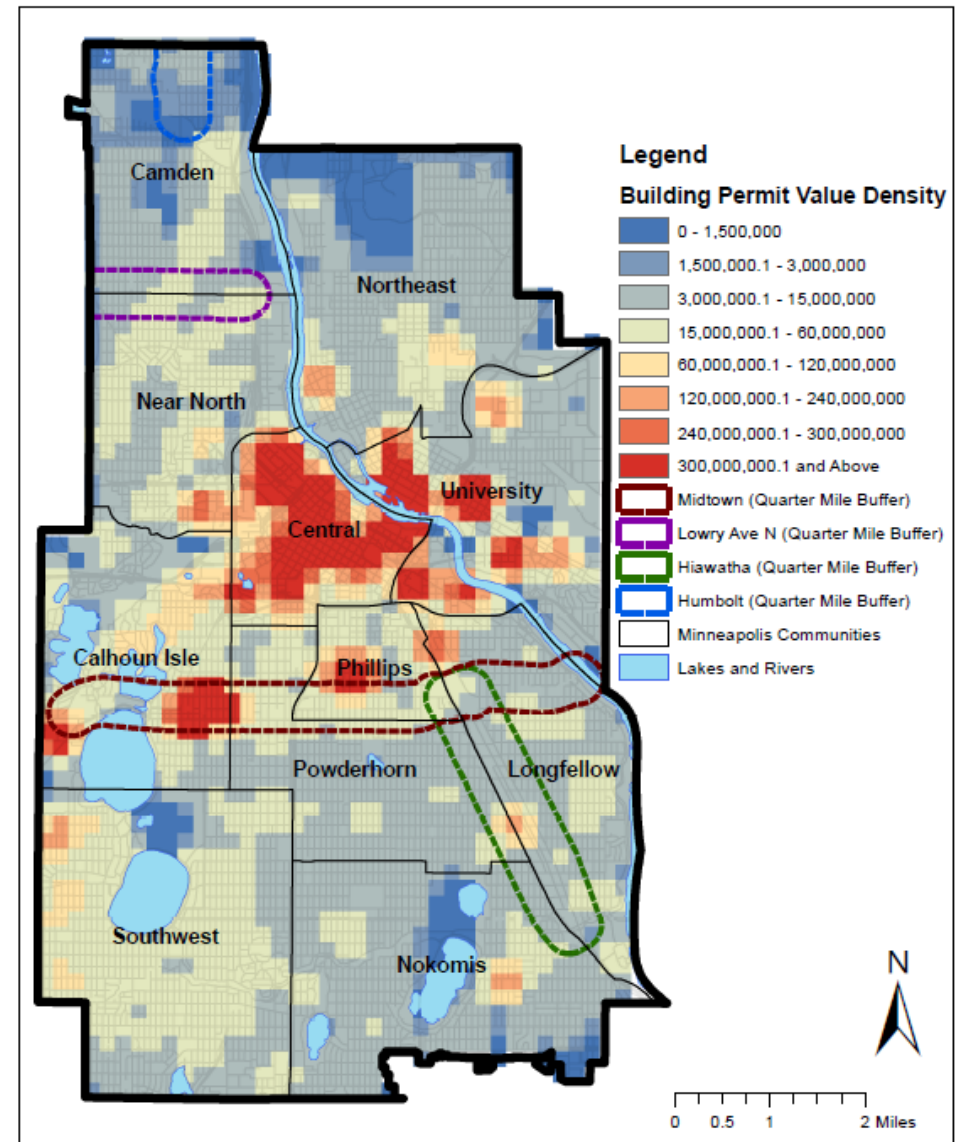 Legend
Building Permit Value Density
0 - 1,500,000
1,500,000.1 - 3,000,000
3,000,000.1 - 15,000,000
15,000,000.1 - 60,000,000
60,000,000.1 - 120,000,000
120,000,000.1 - 240,000,000
240,000,000.1 - 300,000,000
300,000,000.1 and Above
Midtown (Quarter Mile Buffer)
Lowry Ave N (Quarter Mile Buffer)
Hiawatha (Quarter Mile Buffer)
Humbolt (Quarter Mile Buffer)
Minneapolis Communities
Lakes and Rivers
Camden
Northeast
Near North
University
Central
Calhoun Isle
Phillips
Powderhorn
Longfellow
Southwest
Nokomis
N
0 0.5 1 2 Miles